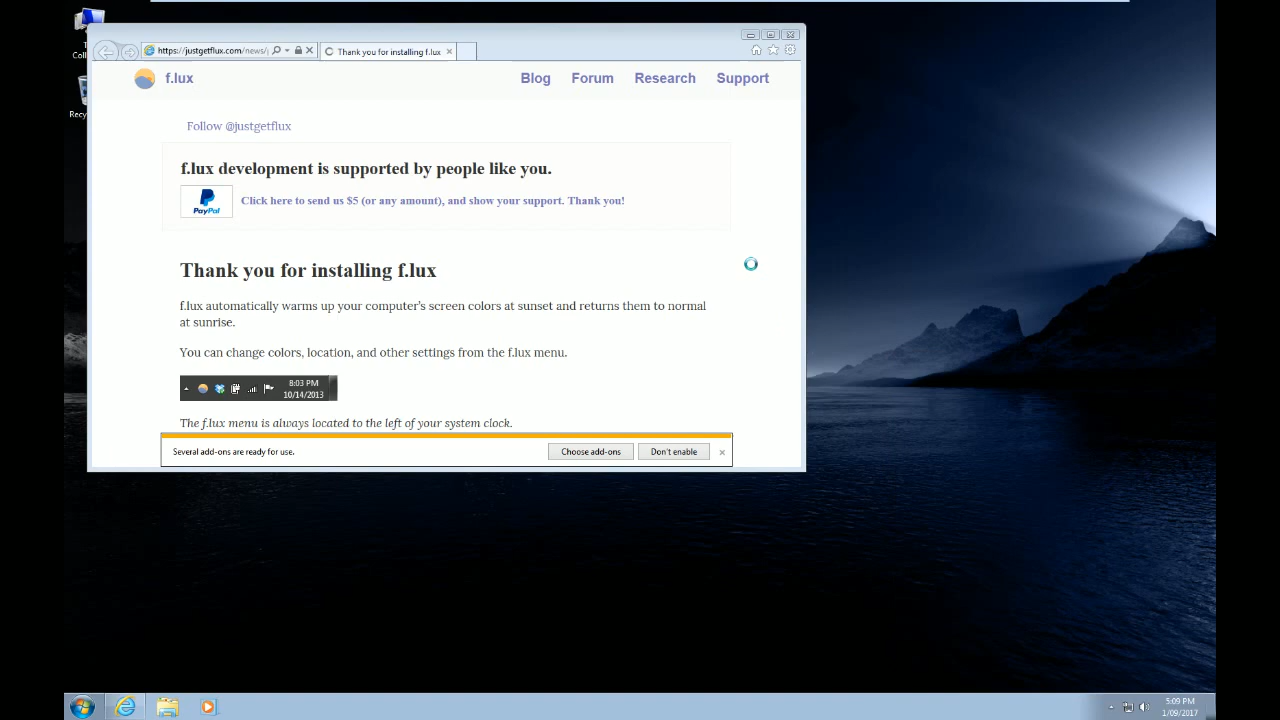 https://justgetflux.com/news/
Thank you for installing f.lux
f.lux
Blog
Forum
Research
Support
Follow @justgetflux
f.lux development is supported by people like you.
PayPal
Click here to send us $5 (or any amount), and show your support. Thank you!
Thank you for installing f.lux
f.lux automatically warms up your computer's screen colors at sunset and returns them to normal
at sunrise.
You can change colors, location, and other settings from the f.lux menu.
8:03 PM
10/14/2013
The f.lux menu is always located to the left of your system clock.
Several add-ons are ready for use.
Choose add-ons
Don't enable
5:09 PM
1/09/2017